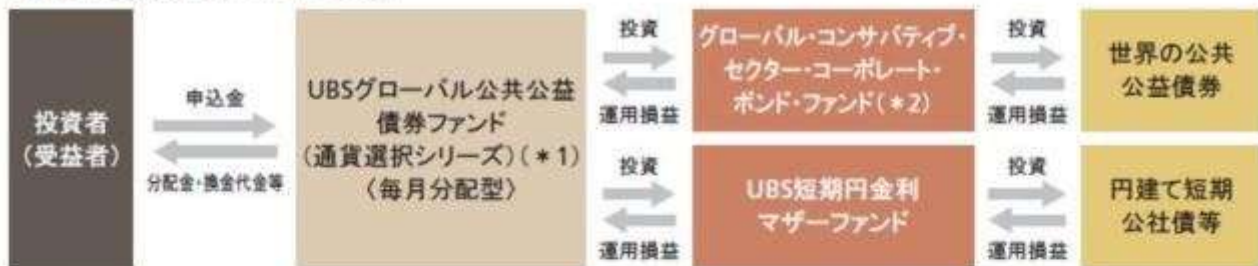 投資者
(受益者)
申込金
分配金・換金代金等
UBSグローバル公共公益
債券ファンド
(通貨選択シリーズ)(*1)
〈毎月分配型〉
投資
運用損益
グローバル・コンサバティブ・
セクター・コーポレート・
ボンド・ファンド(*2)
投資
運用損益
世界の公共
公益債券
投資
運用損益
UBS短期円金利
マザーファンド
投資
運用損益
円建て短期
公社債等